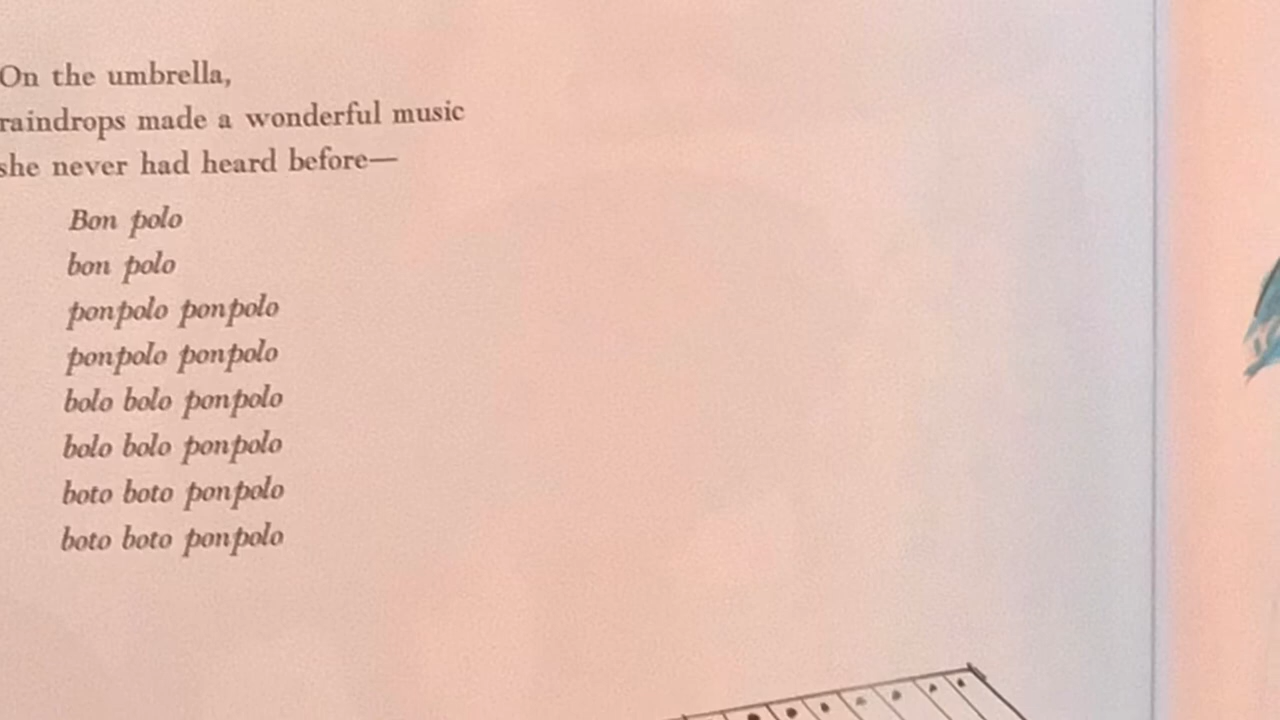 On the umbrella,
raindrops made a wonderful music
she never had heard before—
Bon polo
bon polo
ponpolo ponpolo
ponpolo ponpolo
bolo bolo ponpolo
bolo bolo ponpolo
boto boto ponpolo
boto boto ponpolo